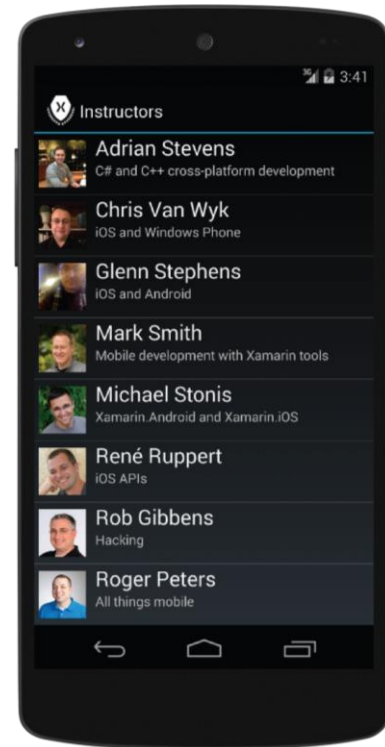 3G 3:41
X Instructors
Adrian Stevens
C# and C++ cross-platform development
Chris Van Wyk
iOS and Windows Phone
Glenn Stephens
iOS and Android
Mark Smith
Mobile development with Xamarin tools
Michael Stonis
Xamarin.Android and Xamarin.iOS
René Ruppert
iOS APIs
Rob Gibbens
Hacking
Roger Peters
All things mobile